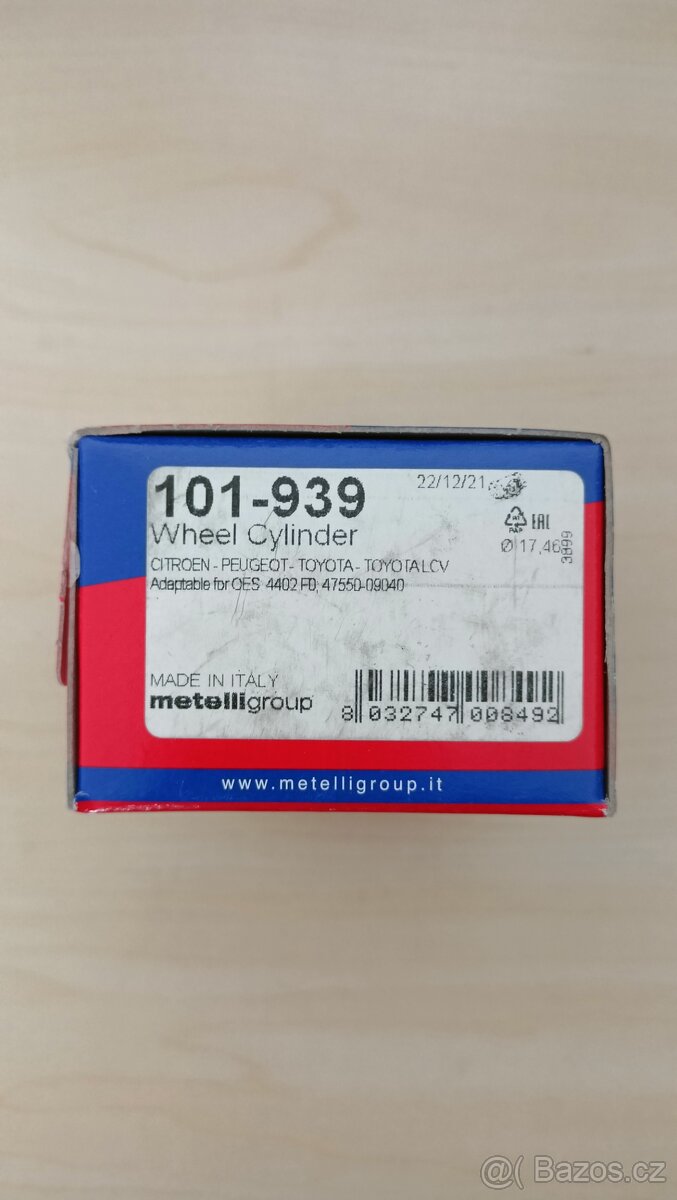 101-939
22/12/21
Wheel Cylinder
PAP
EAC
Ø 17,46
3899
CITROEN - PEUGEOT - TOYOTA - TOYOTA LCV
Adaptable for OES 4402 F0, 47550-09040
MADE IN ITALY
metelligroup
8 032747 008492
www.metelligroup.it
@( Bazos.cz